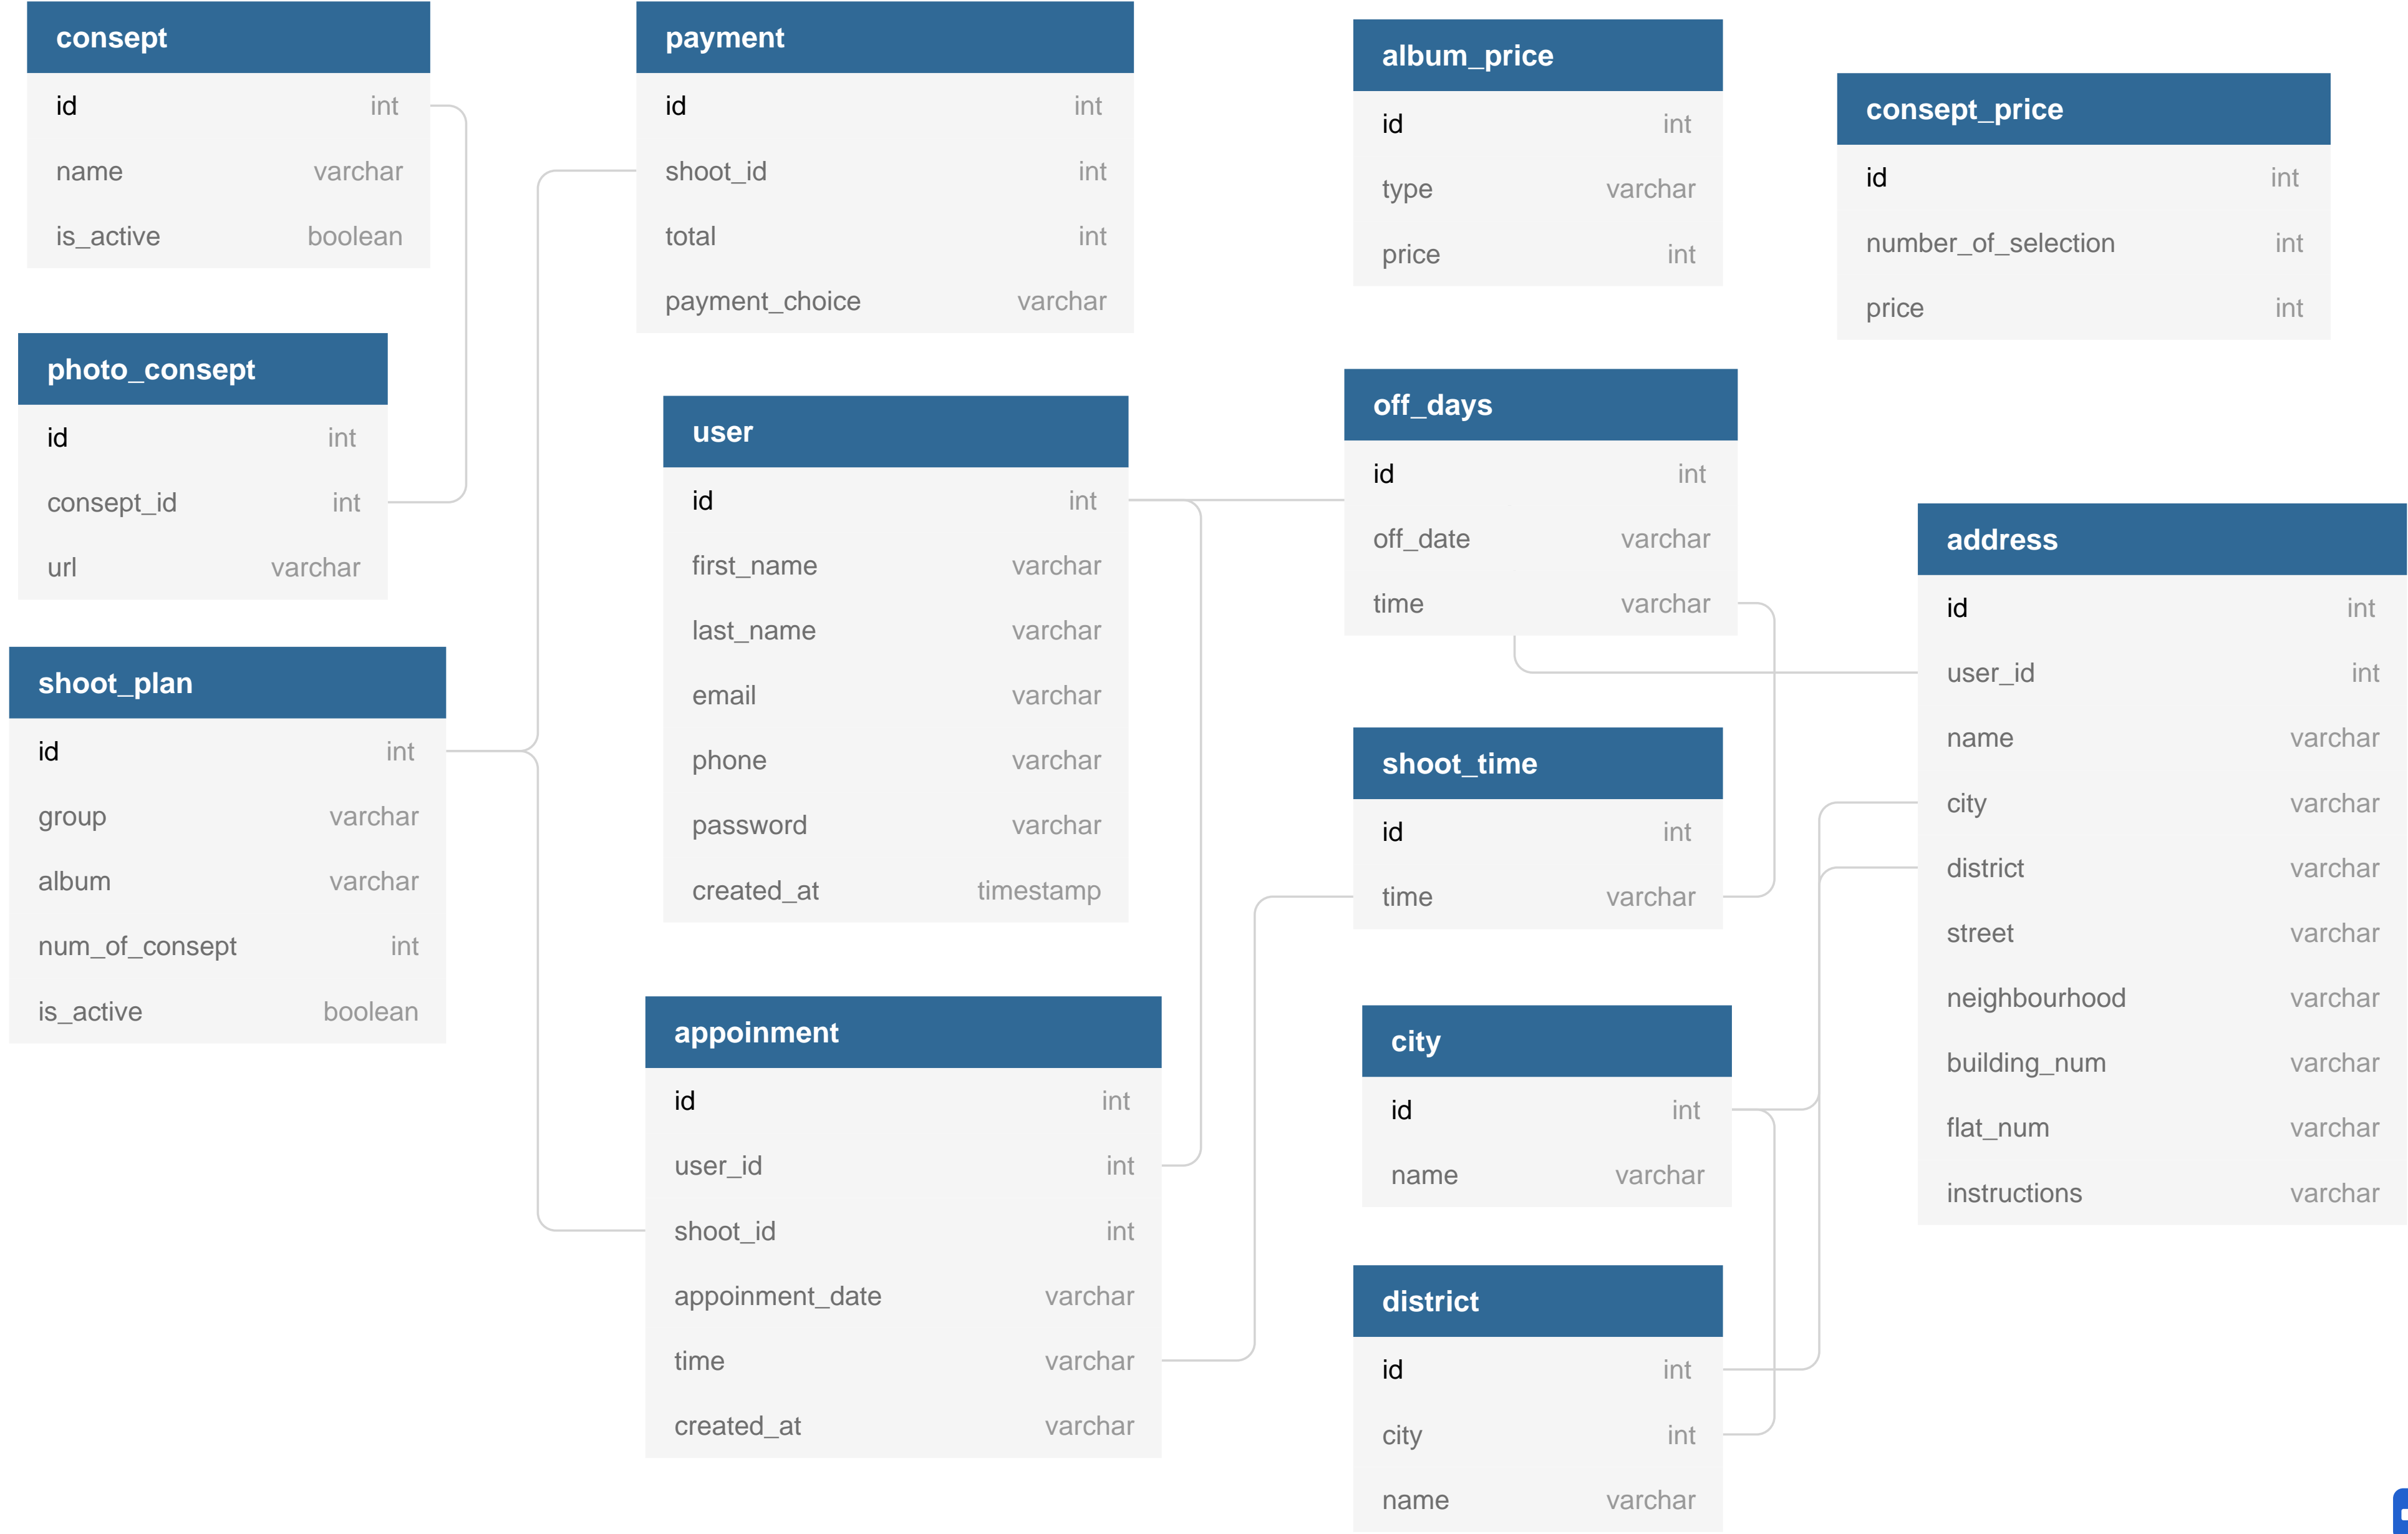 consept
id int
name varchar
is_active boolean
photo_consept
id int
consept_id int
url varchar
shoot_plan
id int
group varchar
album varchar
num_of_consept int
is_active boolean
payment
id int
shoot_id int
total int
payment_choice varchar
user
id int
first_name varchar
last_name varchar
email varchar
phone varchar
password varchar
created_at timestamp
appoinment
id int
user_id int
shoot_id int
appoinment_date varchar
time varchar
created_at varchar
album_price
id int
type varchar
price int
off_days
id int
off_date varchar
time varchar
shoot_time
id int
time varchar
city
id int
name varchar
district
id int
city int
name varchar
consept_price
id int
number_of_selection int
price int
address
id int
user_id int
name varchar
city varchar
district varchar
street varchar
neighbourhood varchar
building_num varchar
flat_num varchar
instructions varchar